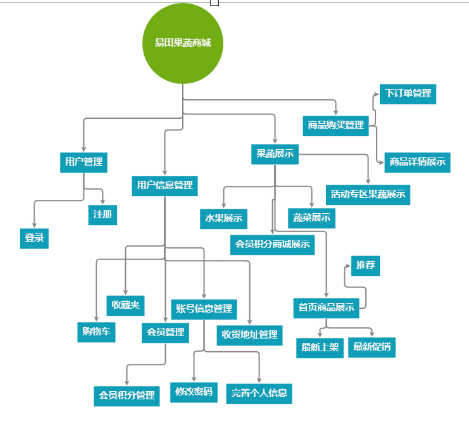 易田果蔬商城
下订单管理
商品购买管理
用户管理
果蔬展示
商品详情展示
用户信息管理
活动专区果蔬展示
注册
水果展示
蔬菜展示
登录
会员积分商城展示
推荐
收藏夹
账号信息管理
首页商品展示
购物车
会员管理
收货地址管理
最新上架
最新促销
会员积分管理
修改密码
完善个人信息